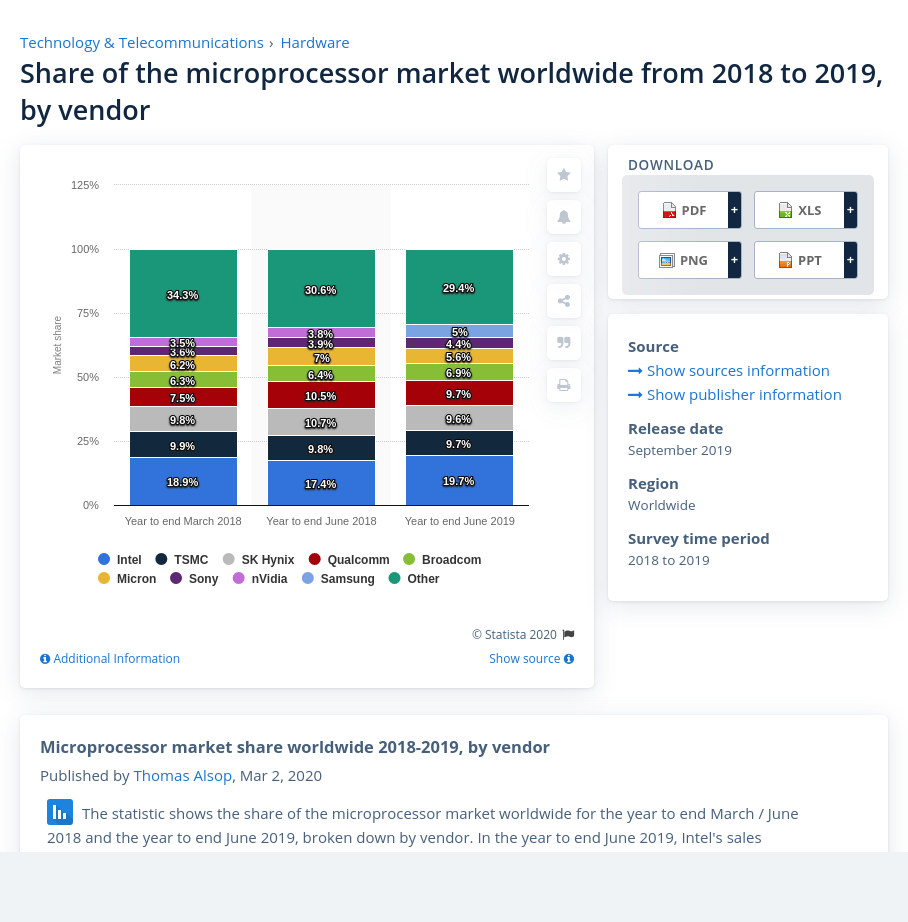 Technology & Telecommunications › Hardware
Share of the microprocessor market worldwide from 2018 to 2019,
by vendor
125%
100%
75%
50%
25%
0%
Market share
34.3%
3.5%
3.6%
6.2%
6.3%
7.5%
9.8%
9.9%
18.9%
30.6%
3.8%
3.9%
7%
6.4%
10.5%
10.7%
9.8%
17.4%
29.4%
5%
4.4%
5.6%
6.9%
9.7%
9.6%
9.7%
19.7%
Year to end March 2018 Year to end June 2018 Year to end June 2019
Intel TSMC SK Hynix Qualcomm Broadcom
Micron Sony nVidia Samsung Other
© Statista 2020
Additional Information Show source
DOWNLOAD
PDF + XLS +
PNG + PPT +
Source
Show sources information
Show publisher information
Release date
September 2019
Region
Worldwide
Survey time period
2018 to 2019
Microprocessor market share worldwide 2018-2019, by vendor
Published by Thomas Alsop, Mar 2, 2020
The statistic shows the share of the microprocessor market worldwide for the year to end March / June
2018 and the year to end June 2019, broken down by vendor. In the year to end June 2019, Intel's sales